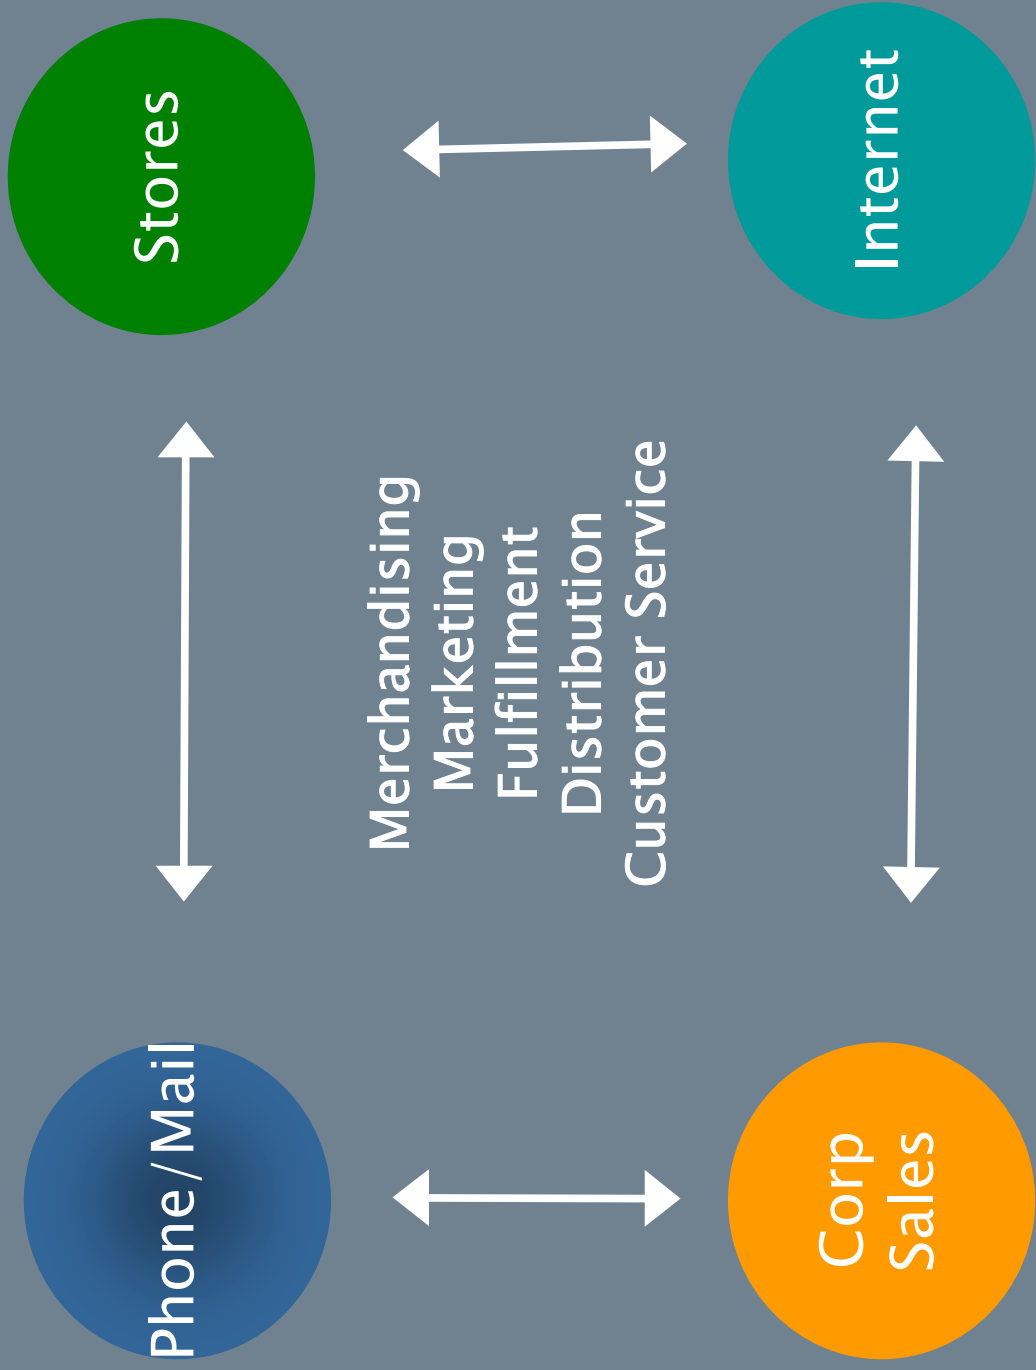 Phone/Mail
Stores
Merchandising
Marketing
Fulfillment
Distribution
Customer Service
Corp
Sales
Internet